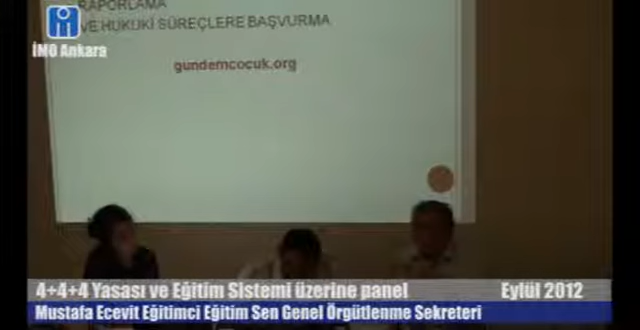 RAPORLAMA
VE HUKUKİ SÜREÇLERE BAŞVURMA
İMO Ankara
gundemcocuk.org
4+4+4 Yasası ve Eğitim Sistemi üzerine panel Eylül 2012
Mustafa Ecevit Eğitimci Eğitim Sen Genel Örgütlenme Sekreteri